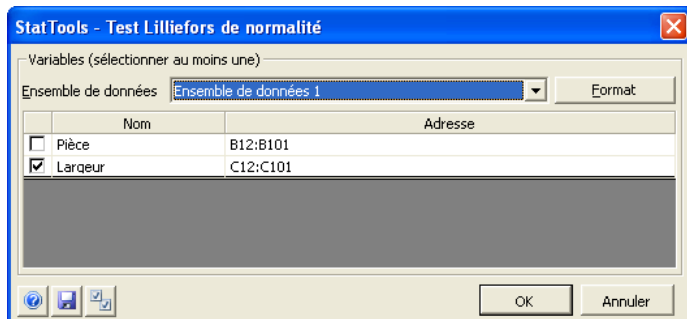 StatTools - Test Lilliefors de normalité
Variables (sélectionner au moins une)
Ensemble de données Ensemble de données 1 Format
Nom Adresse
Pièce B12:B101
Largeur C12:C101
OK Annuler